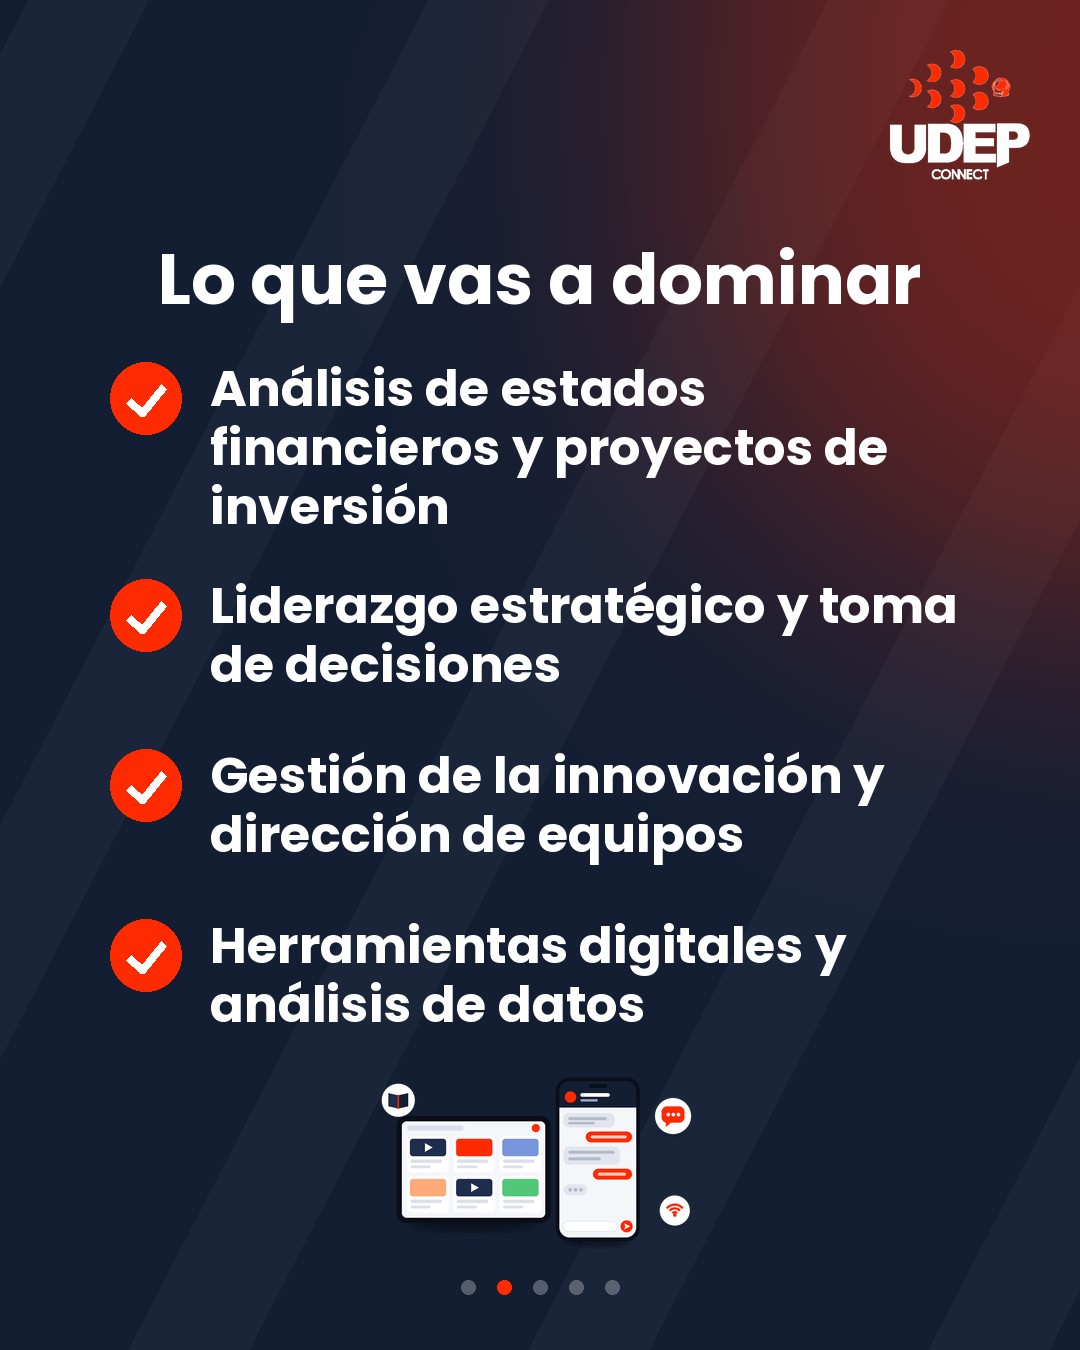 UDEP
CONNECT
Lo que vas a dominar
Análisis de estados
financieros y proyectos de
inversión
Liderazgo estratégico y toma
de decisiones
Gestión de la innovación y
dirección de equipos
Herramientas digitales y
análisis de datos